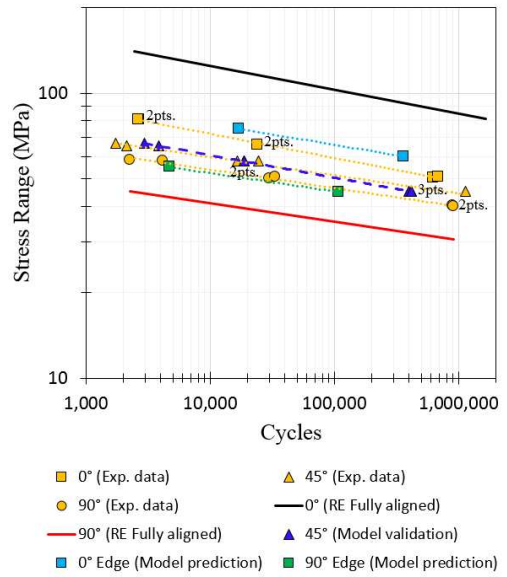 100
10
Stress Range (MPa)
2pts.
2pts.
2pts.
3pts.
2pts.
1,000
10,000
100,000
1,000,000
Cycles
0° (Exp. data)
45° (Exp. data)
90° (Exp. data)
0° (RE Fully aligned)
90° (RE Fully aligned)
45° (Model validation)
0° Edge (Model prediction)
90° Edge (Model prediction)